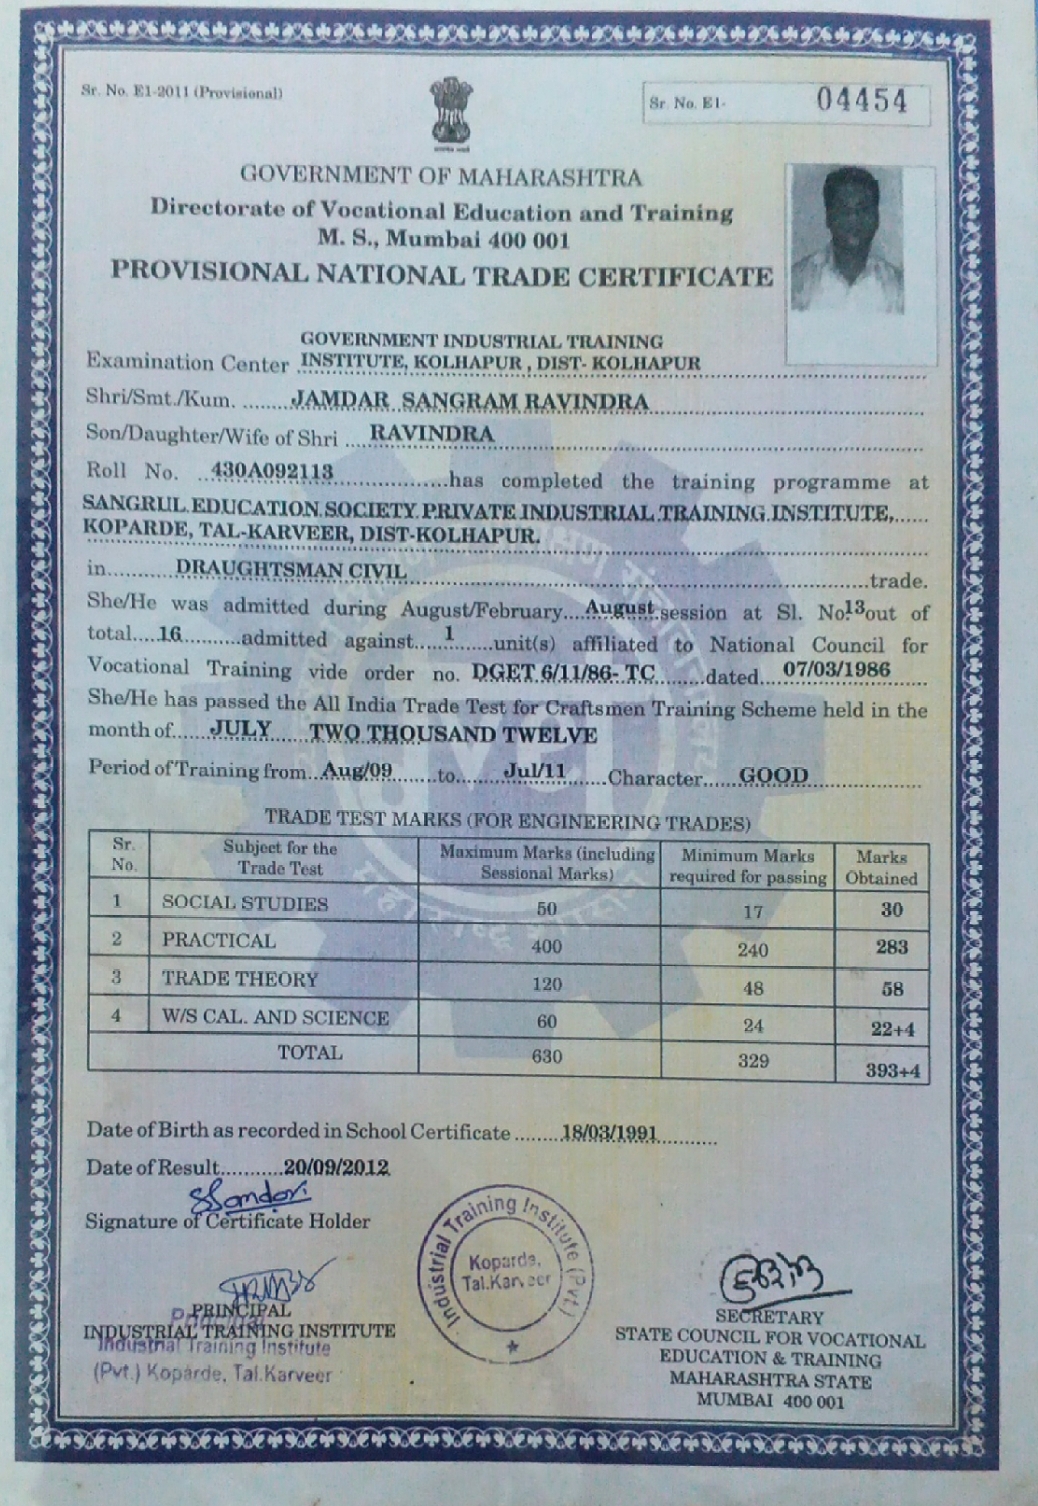 Sr. No. E1-2011 (Provisional)
Sr. No. E1- 04454
GOVERNMENT OF MAHARASHTRA
Directorate of Vocational Education and Training
M. S., Mumbai 400 001
PROVISIONAL NATIONAL TRADE CERTIFICATE
GOVERNMENT INDUSTRIAL TRAINING
Examination Center INSTITUTE, KOLHAPUR , DIST- KOLHAPUR
Shri/Smt./Kum. ....... JAMDAR SANGRAM RAVINDRA
Son/Daughter/Wife of Shri .... RAVINDRA
Roll No. ..430A092113....................has completed the training programme at
SANGRUL EDUCATION SOCIETY PRIVATE INDUSTRIAL TRAINING INSTITUTE,......
KOPARDE, TAL-KARVEER, DIST-KOLHAPUR.
in............DRAUGHTSMAN CIVIL....................trade.
She/He was admitted during August/February....August session at Sl. No.13 out of
total....16..........admitted against.....1.......unit(s) affiliated to National Council for
Vocational Training vide order no. DGET 6/11/86- TC........dated....07/03/1986
She/He has passed the All India Trade Test for Craftsmen Training Scheme held in the
month of......JULY......TWO THOUSAND TWELVE
Period of Training from..Aug/09.......to........Jul/11.......Character......GOOD
TRADE TEST MARKS (FOR ENGINEERING TRADES)
Sr. No. Subject for the Trade Test Maximum Marks (including Sessional Marks) Minimum Marks required for passing Marks Obtained
1 SOCIAL STUDIES 50 17 30
2 PRACTICAL 400 240 283
3 TRADE THEORY 120 48 58
4 W/S CAL. AND SCIENCE 60 24 22+4
TOTAL 630 329 393+4
Date of Birth as recorded in School Certificate ........18/03/1991
Date of Result...........20/09/2012
Signature of Certificate Holder
PRINCIPAL
INDUSTRIAL TRAINING INSTITUTE
Principal
Industrial Training Institute
(Pvt.) Koparde, Tal.Karveer
Industrial Training Institute (Pvt.)
Koparde,
Tal.Karveer
SECRETARY
STATE COUNCIL FOR VOCATIONAL
EDUCATION & TRAINING
MAHARASHTRA STATE
MUMBAI 400 001